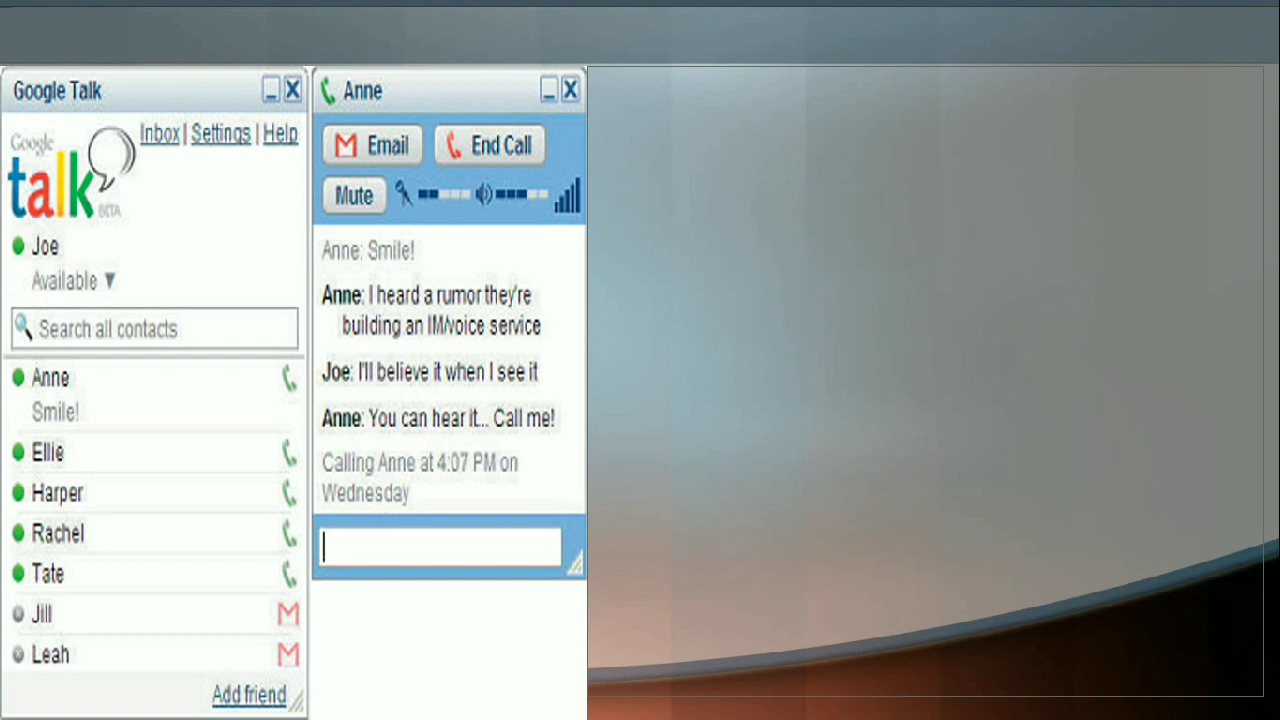 Google Talk
Inbox | Settings | Help
Google
talk
BETA
Joe
Available ▼
Search all contacts
Anne
Smile!
Ellie
Harper
Rachel
Tate
Jill
Leah
Add friend
Anne
Email
End Call
Mute
Anne: Smile!
Anne: I heard a rumor they're
building an IM/voice service
Joe: I'll believe it when I see it
Anne: You can hear it... Call me!
Calling Anne at 4:07 PM on
Wednesday